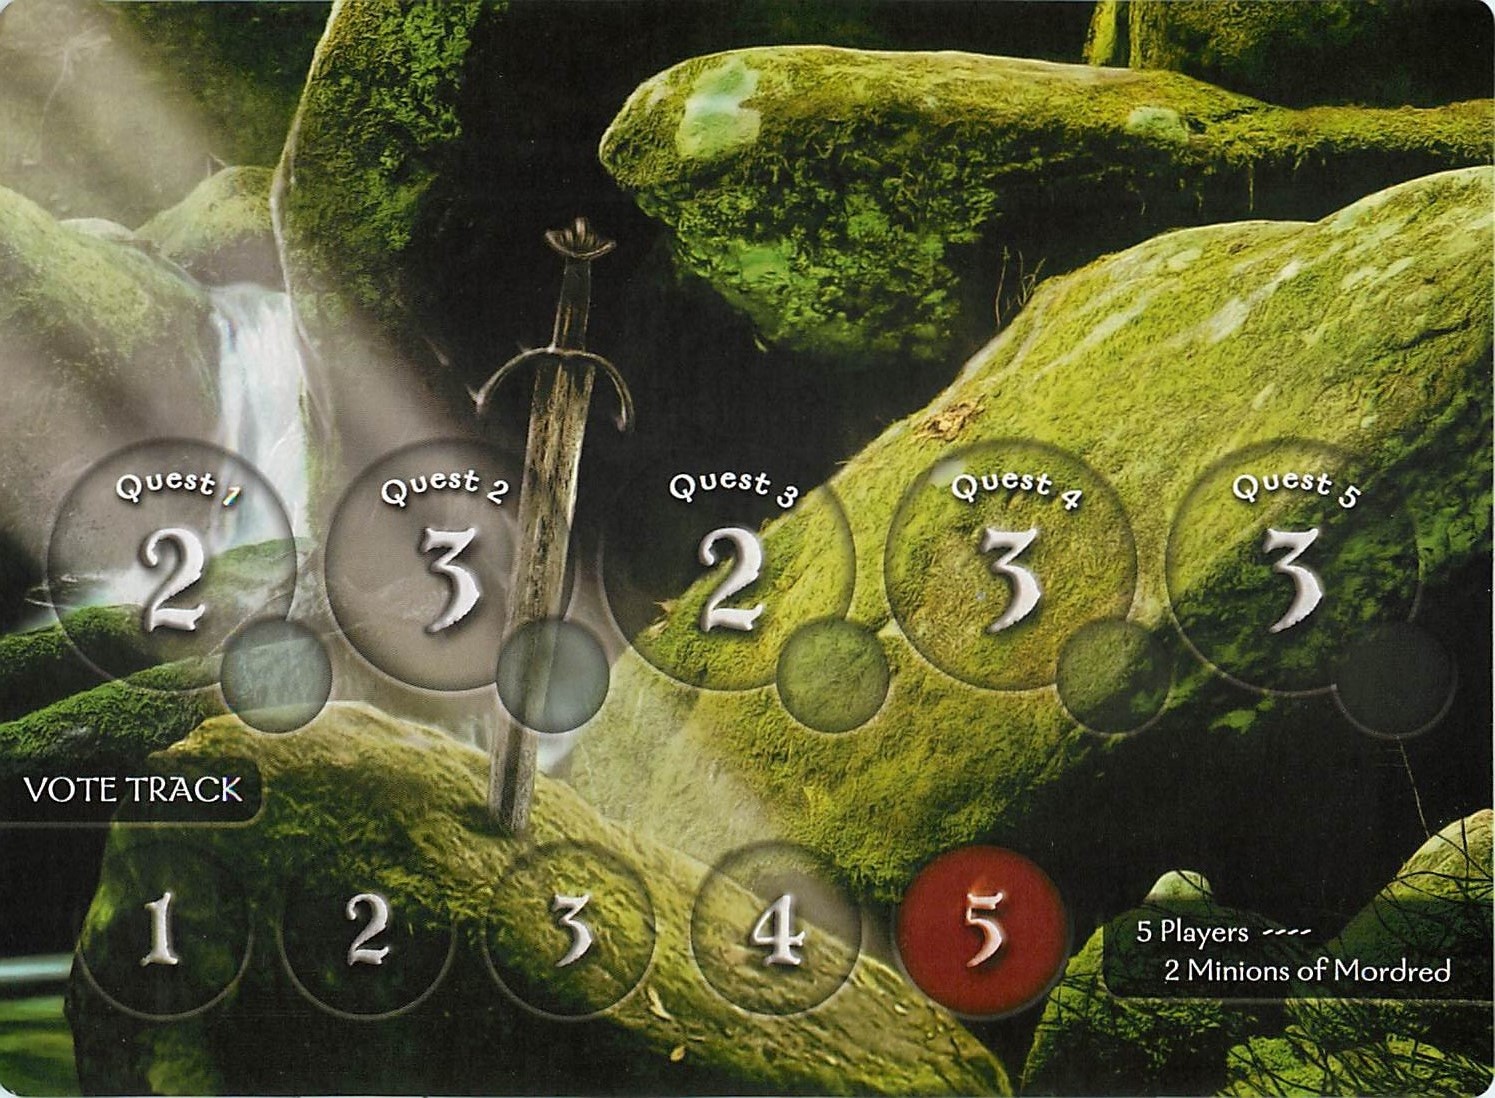 Quest 1
2
Quest 2
3
Quest 3
2
Quest 4
3
Quest 5
3
VOTE TRACK
1
2
3
4
5
5 Players ----
2 Minions of Mordred